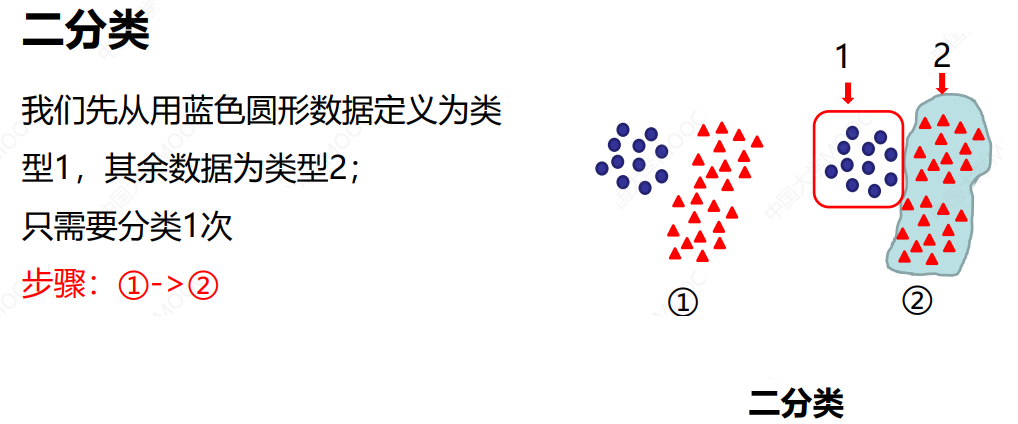 二分类
我们先从用蓝色圆形数据定义为类
型1，其余数据为类型2；
只需要分类1次
步骤：①->②
1
2
①
②
二分类